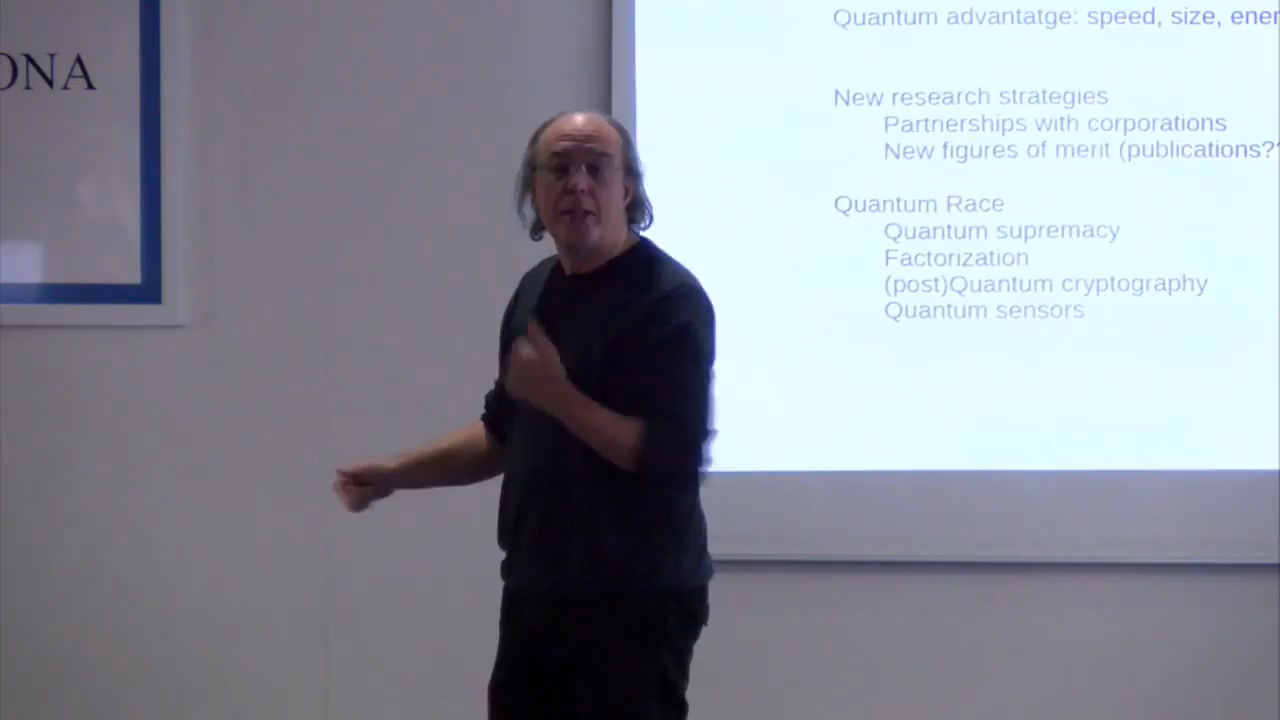 ONA
Quantum advantatge: speed, size, ener
New research strategies
Partnerships with corporations
New figures of merit (publications??
Quantum Race
Quantum supremacy
Factorization
(post)Quantum cryptography
Quantum sensors